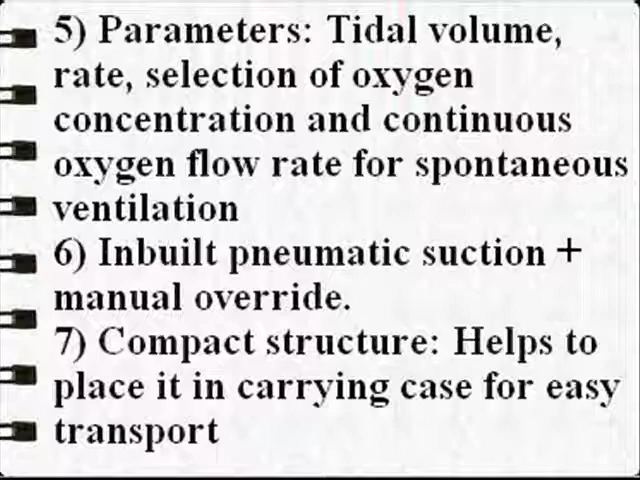 5) Parameters: Tidal volume,
rate, selection of oxygen
concentration and continuous
oxygen flow rate for spontaneous
ventilation
6) Inbuilt pneumatic suction +
manual override.
7) Compact structure: Helps to
place it in carrying case for easy
transport